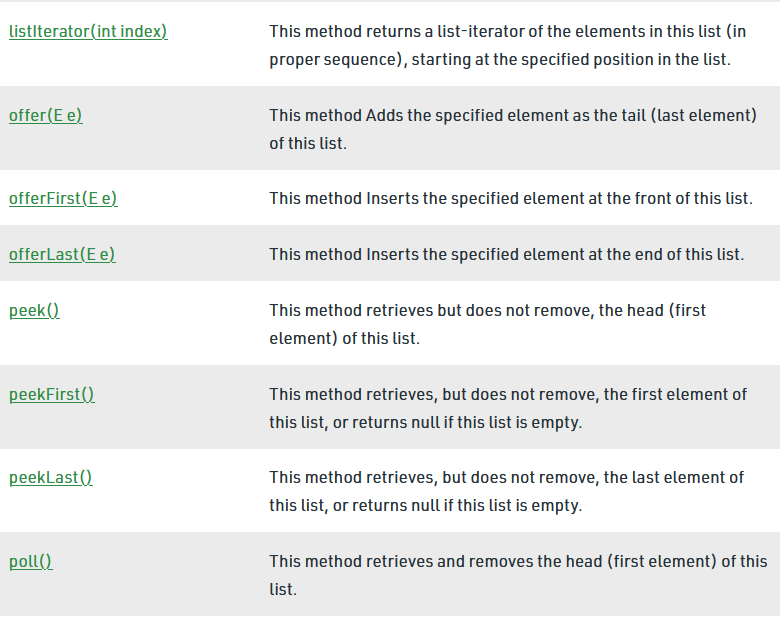 listIterator(int index)
This method returns a list-iterator of the elements in this list (in
proper sequence), starting at the specified position in the list.
offer(E e)
This method Adds the specified element as the tail (last element)
of this list.
offerFirst(E e)
This method Inserts the specified element at the front of this list.
offerLast(E e)
This method Inserts the specified element at the end of this list.
peek()
This method retrieves but does not remove, the head (first
element) of this list.
peekFirst()
This method retrieves, but does not remove, the first element of
this list, or returns null if this list is empty.
peekLast()
This method retrieves, but does not remove, the last element of
this list, or returns null if this list is empty.
poll()
This method retrieves and removes the head (first element) of this
list.